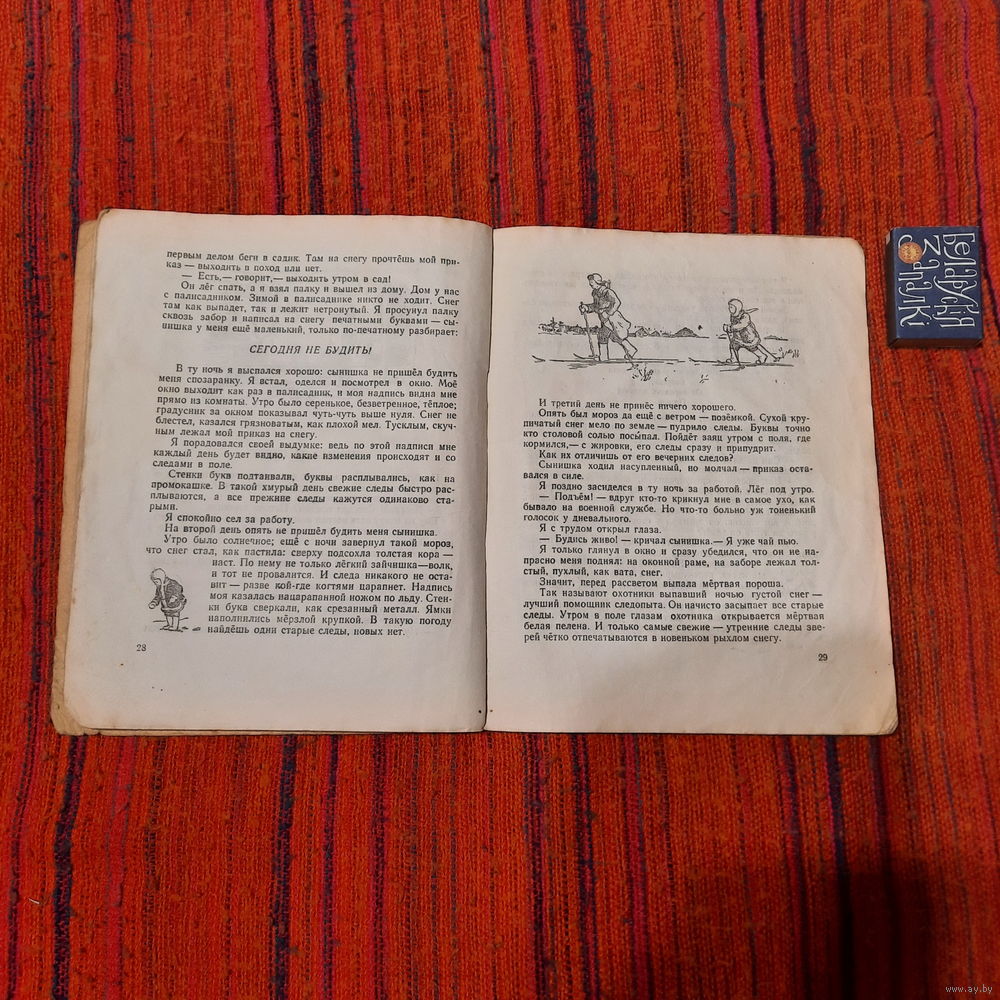 первым делом беги в садик. Там на снегу прочтёшь мой при-
каз — выходить в поход или нет.
— Есть,— говорит,— выходить утром в сад!
Он лёг спать, а я взял палку и вышел из дому. Дом у нас
с палисадником. Зимой в палисаднике никто не ходит. Снег
там как выпадет, так и лежит нетронутый. Я просунул палку
сквозь забор и написал на снегу печатными буквами — сы-
нишка у меня ещё маленький, только по-печатному разбирает:
СЕГОДНЯ НЕ БУДИТЬ!
В ту ночь я выспался хорошо: сынишка не пришёл будить
меня спозаранку. Я встал, оделся и посмотрел в окно. Моё
окно выходит как раз в палисадник, и моя надпись видна мне
прямо из комнаты. Утро было серенькое, безветренное, тёплое;
градусник за окном показывал чуть-чуть выше нуля. Снег не
блестел, казался грязноватым, как плохой мел. Тусклым, скуч-
ным лежал мой приказ на снегу.
Я порадовался своей выдумке: ведь по этой надписи мне
каждый день будет видно, какие изменения происходят и со
следами в поле.
Стенки букв подтаивали, буквы расплывались, как на
промокашке. В такой хмурый день свежие следы быстро рас-
плываются, а все прежние следы кажутся одинаково ста-
рыми.
Я спокойно сел за работу.
На второй день опять не пришёл будить меня сынишка.
Утро было солнечное; ещё с ночи завернул такой мороз,
что снег стал, как пастила: сверху подсохла толстая кора —
наст. По нему не только лёгкий зайчишка—волк,
и тот не провалится. И следа никакого не оста-
вит — разве кой-где когтями царапнет. Надпись
моя казалась нацарапанной ножом по льду. Стен-
ки букв сверкали, как срезанный металл. Ямки
наполнились мёрзлой крупкой. В такую погоду
найдёшь одни старые следы, новых нет.
28
И третий день не принёс ничего хорошего.
Опять был мороз да ещё с ветром — позёмкой. Сухой кру-
пичатый снег мело по земле — пудрило следы. Буквы точно
кто столовой солью посыпал. Пойдёт заяц утром с поля, где
кормился,— с жировки, его следы сразу и припудрит.
Как их отличить от его вечерних следов?
Сынишка ходил насупленный, но молчал — приказ оста-
вался в силе.
Я поздно засиделся в ту ночь за работой. Лёг под утро.
— Подъём! — вдруг кто-то крикнул мне в самое ухо, как
бывало на военной службе. Но что-то больно уж тоненький
голосок у дневального.
Я с трудом открыл глаза.
— Будись живо! — кричал сынишка.— Я уже чай пью.
Я только глянул в окно и сразу убедился, что он не на-
прасно меня поднял: на оконной раме, на заборе лежал тол-
стый, пухлый, как вата, снег.
Значит, перед рассветом выпала мёртвая пороша.
Так называют охотники выпавший ночью густой снег —
лучший помощник следопыта. Он начисто засыпает все старые
следы. Утром в поле глазам охотника открывается мёртвая
белая пелена. И только самые свежие — утренние следы зве-
рей чётко отпечатываются в новеньком рыхлом снегу.
29
Беларускія
запалкі
www.ay.by